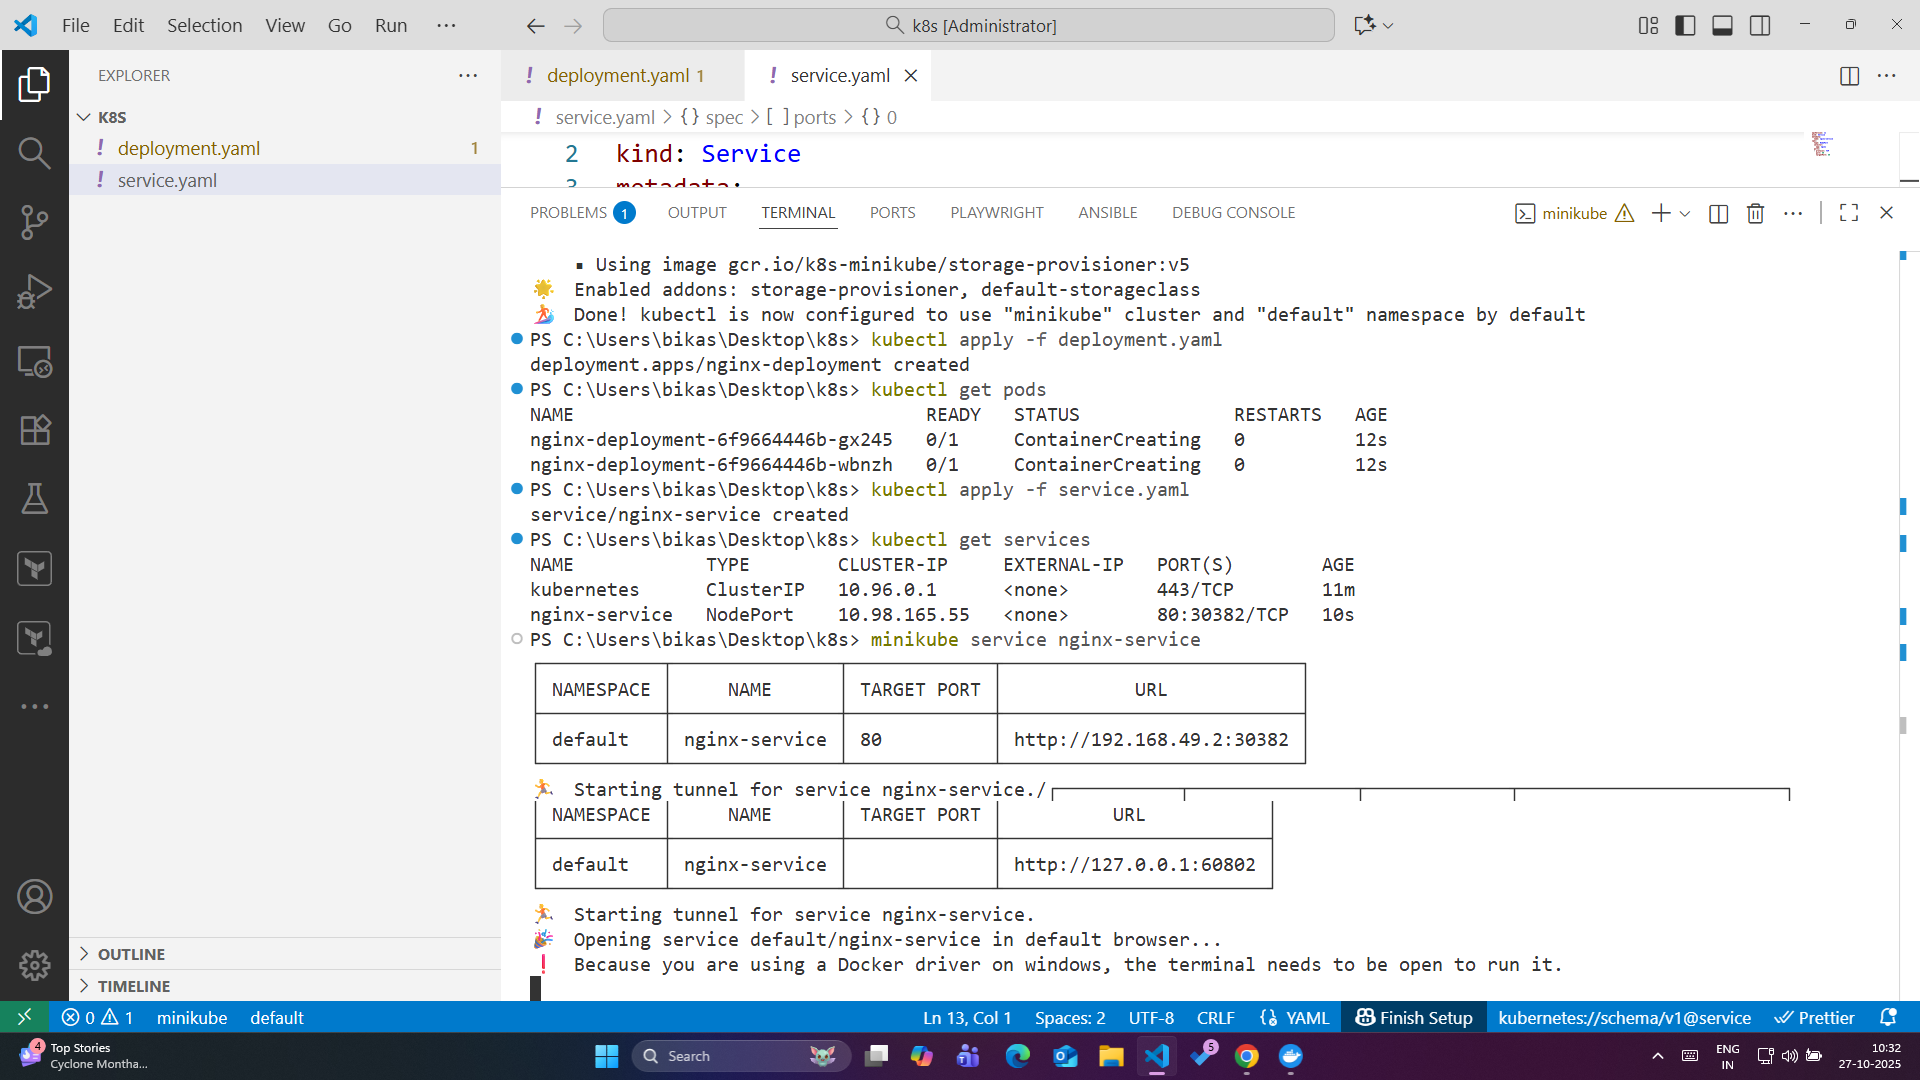 File Edit Selection View Go Run ···
k8s [Administrator]
EXPLORER
K8S
! deployment.yaml 1
! service.yaml
OUTLINE
TIMELINE
! deployment.yaml 1
! service.yaml
! service.yaml > {} spec > [ ] ports > {} 0
2 kind: Service
3 metadata:
PROBLEMS 1 OUTPUT TERMINAL PORTS PLAYWRIGHT ANSIBLE DEBUG CONSOLE
minikube
▪ Using image gcr.io/k8s-minikube/storage-provisioner:v5
🌟 Enabled addons: storage-provisioner, default-storageclass
🏄 Done! kubectl is now configured to use "minikube" cluster and "default" namespace by default
PS C:\Users\bikas\Desktop\k8s> kubectl apply -f deployment.yaml
deployment.apps/nginx-deployment created
PS C:\Users\bikas\Desktop\k8s> kubectl get pods
NAME READY STATUS RESTARTS AGE
nginx-deployment-6f9664446b-gx245 0/1 ContainerCreating 0 12s
nginx-deployment-6f9664446b-wbnzh 0/1 ContainerCreating 0 12s
PS C:\Users\bikas\Desktop\k8s> kubectl apply -f service.yaml
service/nginx-service created
PS C:\Users\bikas\Desktop\k8s> kubectl get services
NAME TYPE CLUSTER-IP EXTERNAL-IP PORT(S) AGE
kubernetes ClusterIP 10.96.0.1 <none> 443/TCP 11m
nginx-service NodePort 10.98.165.55 <none> 80:30382/TCP 10s
PS C:\Users\bikas\Desktop\k8s> minikube service nginx-service
NAMESPACE NAME TARGET PORT URL
default nginx-service 80 http://192.168.49.2:30382
🏃 Starting tunnel for service nginx-service./
NAMESPACE NAME TARGET PORT URL
default nginx-service http://127.0.0.1:60802
🏃 Starting tunnel for service nginx-service.
🎉 Opening service default/nginx-service in default browser...
❗ Because you are using a Docker driver on windows, the terminal needs to be open to run it.
0 1 minikube default Ln 13, Col 1 Spaces: 2 UTF-8 CRLF YAML Finish Setup kubernetes://schema/v1@service Prettier
4 Top Stories
Cyclone Montha...
Search
5
ENG
IN
10:32
27-10-2025